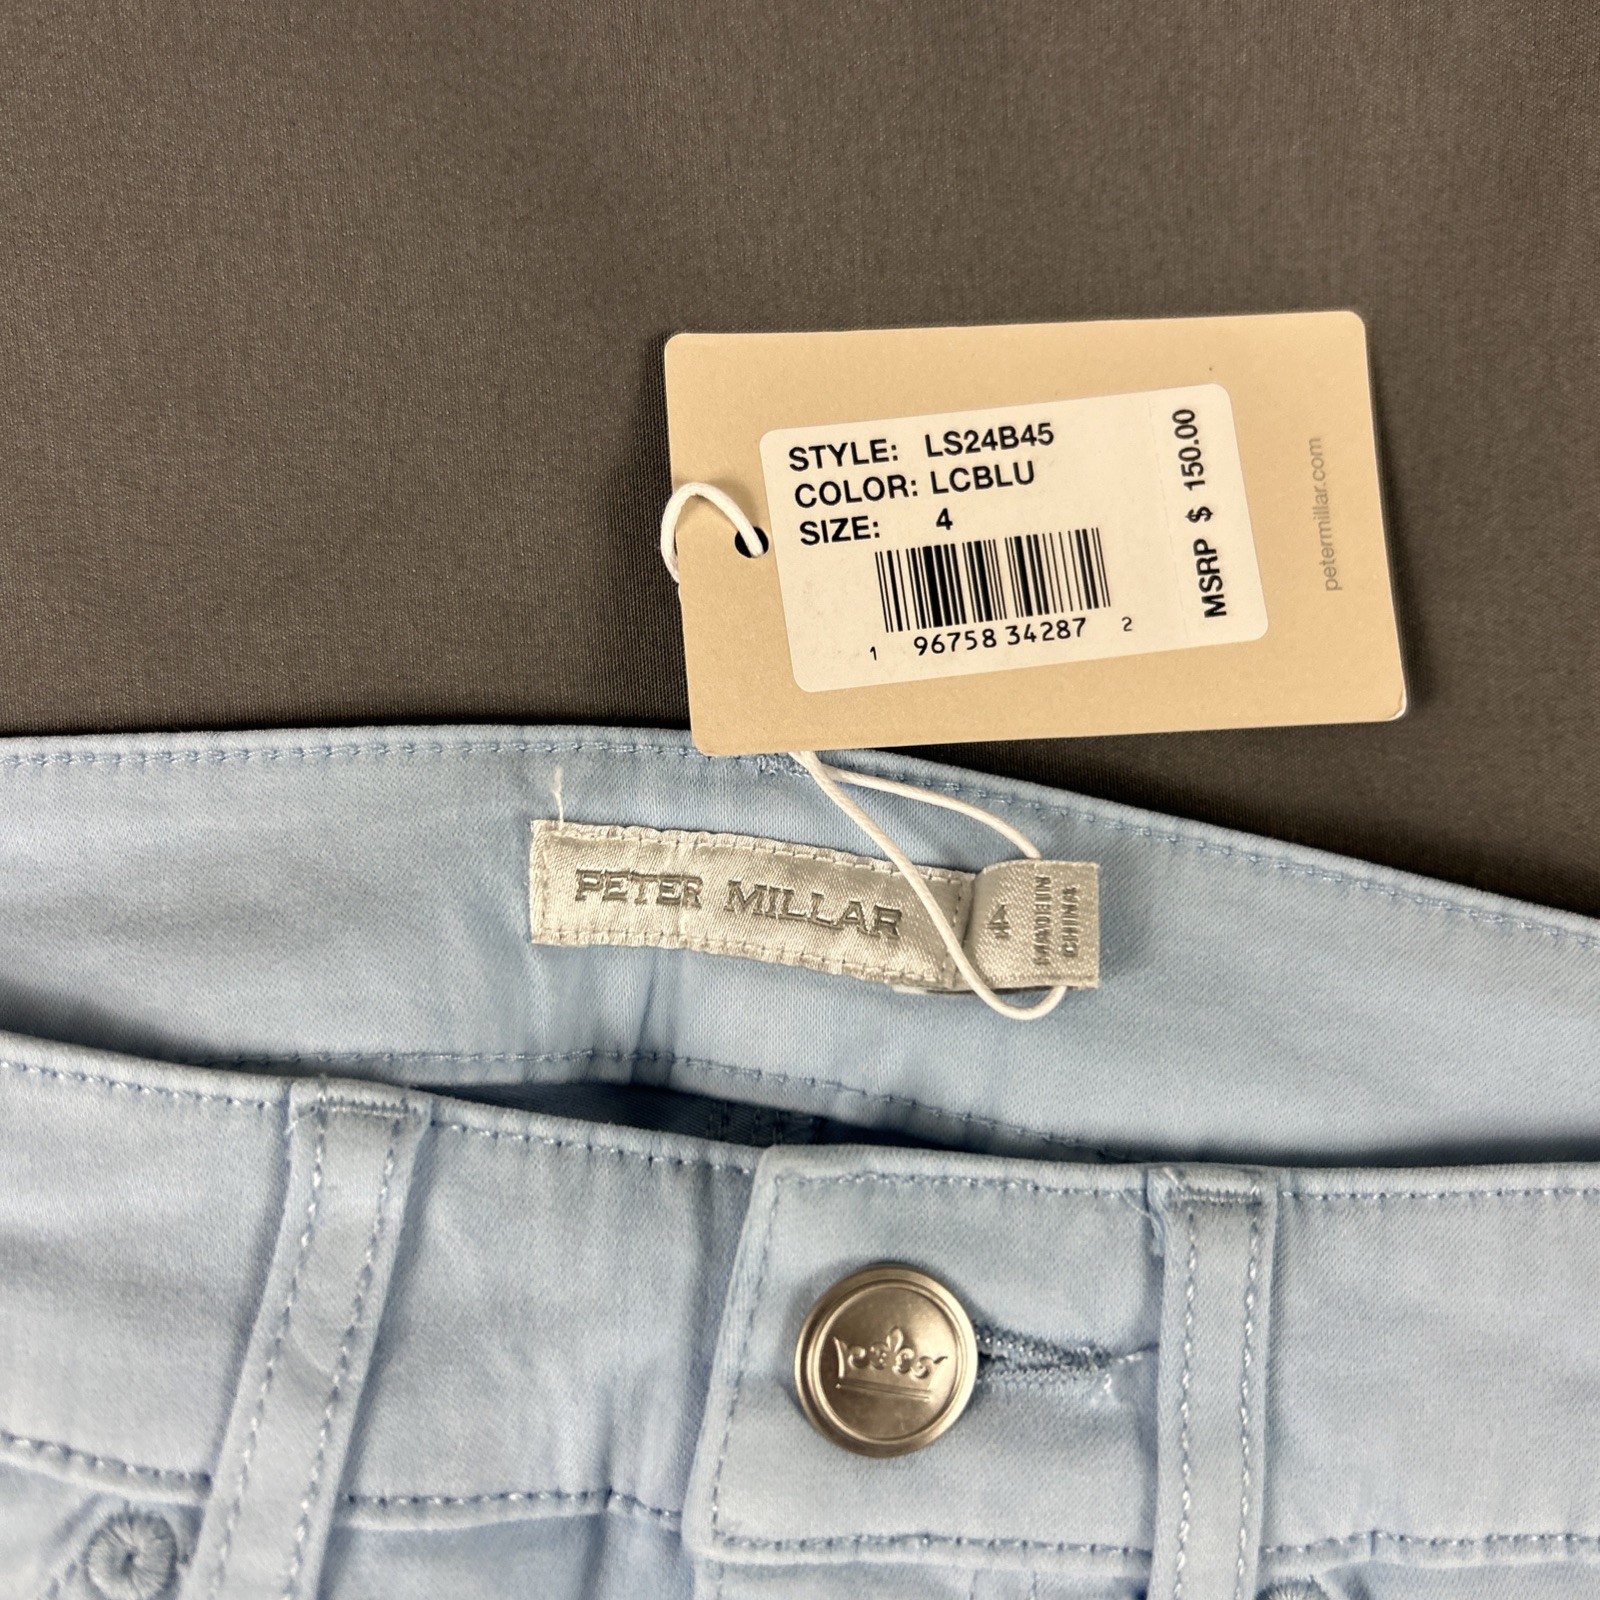 STYLE: LS24B45
COLOR: LCBLU
SIZE: 4
1 96758 34287 2
MSRP $ 150.00
petermillar.com
PETER MILLAR
4
MADE IN
CHINA